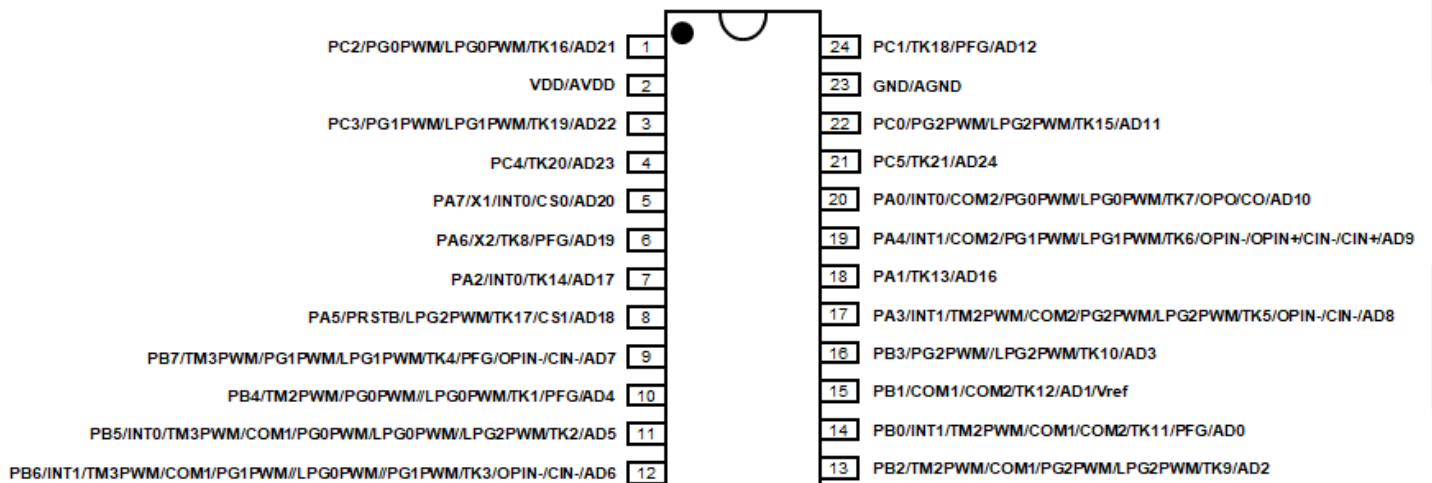 PC2/PG0PWM/LPG0PWM/TK16/AD21 1 24 PC1/TK18/PFG/AD12
VDD/AVDD 2 23 GND/AGND
PC3/PG1PWM/LPG1PWM/TK19/AD22 3 22 PC0/PG2PWM/LPG2PWM/TK15/AD11
PC4/TK20/AD23 4 21 PC5/TK21/AD24
PA7/X1/INT0/CS0/AD20 5 20 PA0/INT0/COM2/PG0PWM/LPG0PWM/TK7/OPO/CO/AD10
PA6/X2/TK8/PFG/AD19 6 19 PA4/INT1/COM2/PG1PWM/LPG1PWM/TK6/OPIN-/OPIN+/CIN-/CIN+/AD9
PA2/INT0/TK14/AD17 7 18 PA1/TK13/AD16
PA5/PRSTB/LPG2PWM/TK17/CS1/AD18 8 17 PA3/INT1/TM2PWM/COM2/PG2PWM/LPG2PWM/TK5/OPIN-/CIN-/AD8
PB7/TM3PWM/PG1PWM/LPG1PWM/TK4/PFG/OPIN-/CIN-/AD7 9 16 PB3/PG2PWM//LPG2PWM/TK10/AD3
PB4/TM2PWM/PG0PWM//LPG0PWM/TK1/PFG/AD4 10 15 PB1/COM1/COM2/TK12/AD1/Vref
PB5/INT0/TM3PWM/COM1/PG0PWM/LPG0PWM//LPG2PWM/TK2/AD5 11 14 PB0/INT1/TM2PWM/COM1/COM2/TK11/PFG/AD0
PB6/INT1/TM3PWM/COM1/PG1PWM//LPG0PWM//PG1PWM/TK3/OPIN-/CIN-/AD6 12 13 PB2/TM2PWM/COM1/PG2PWM/LPG2PWM/TK9/AD2